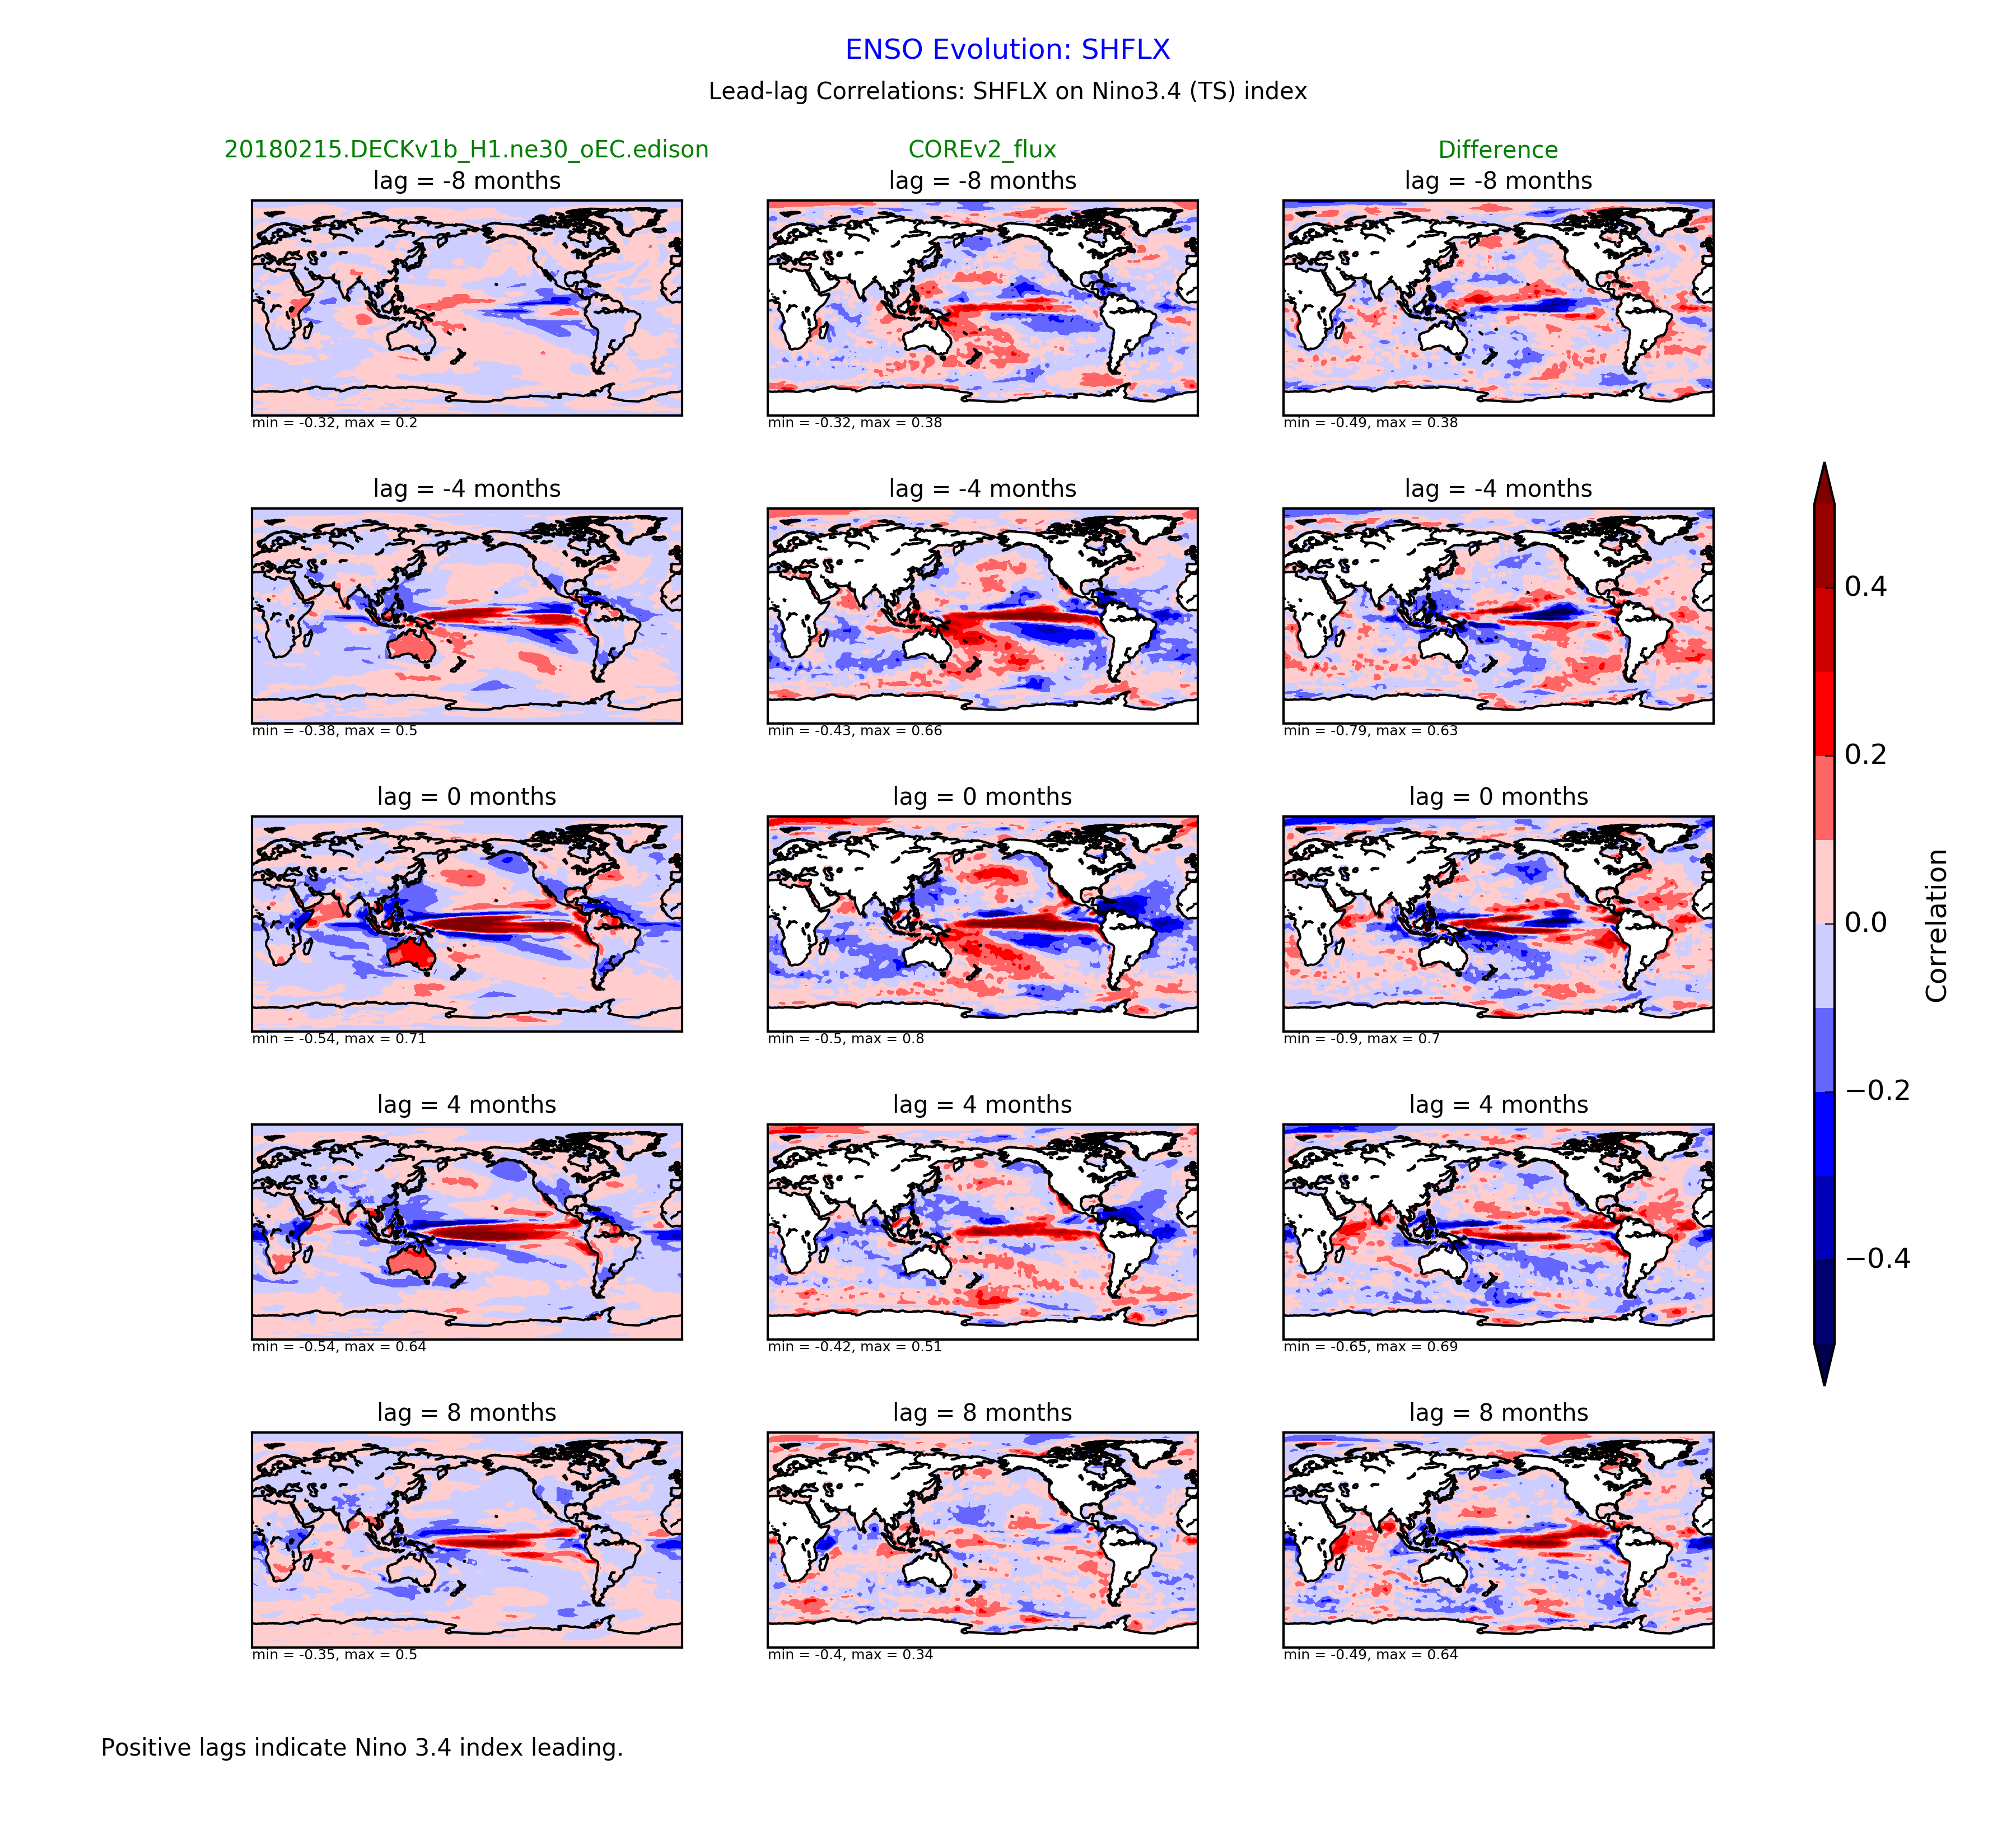 ENSO Evolution: SHFLX
Lead-lag Correlations: SHFLX on Nino3.4 (TS) index
20180215.DECKv1b_H1.ne30_oEC.edison COREv2_flux Difference
lag = -8 months lag = -8 months lag = -8 months
min = -0.32, max = 0.2 min = -0.32, max = 0.38 min = -0.49, max = 0.38
lag = -4 months lag = -4 months lag = -4 months
min = -0.38, max = 0.5 min = -0.43, max = 0.66 min = -0.79, max = 0.63
lag = 0 months lag = 0 months lag = 0 months
min = -0.54, max = 0.71 min = -0.5, max = 0.8 min = -0.9, max = 0.7
lag = 4 months lag = 4 months lag = 4 months
min = -0.54, max = 0.64 min = -0.42, max = 0.51 min = -0.65, max = 0.69
lag = 8 months lag = 8 months lag = 8 months
min = -0.35, max = 0.5 min = -0.4, max = 0.34 min = -0.49, max = 0.64
0.4
0.2
0.0
−0.2
−0.4
Correlation
Positive lags indicate Nino 3.4 index leading.